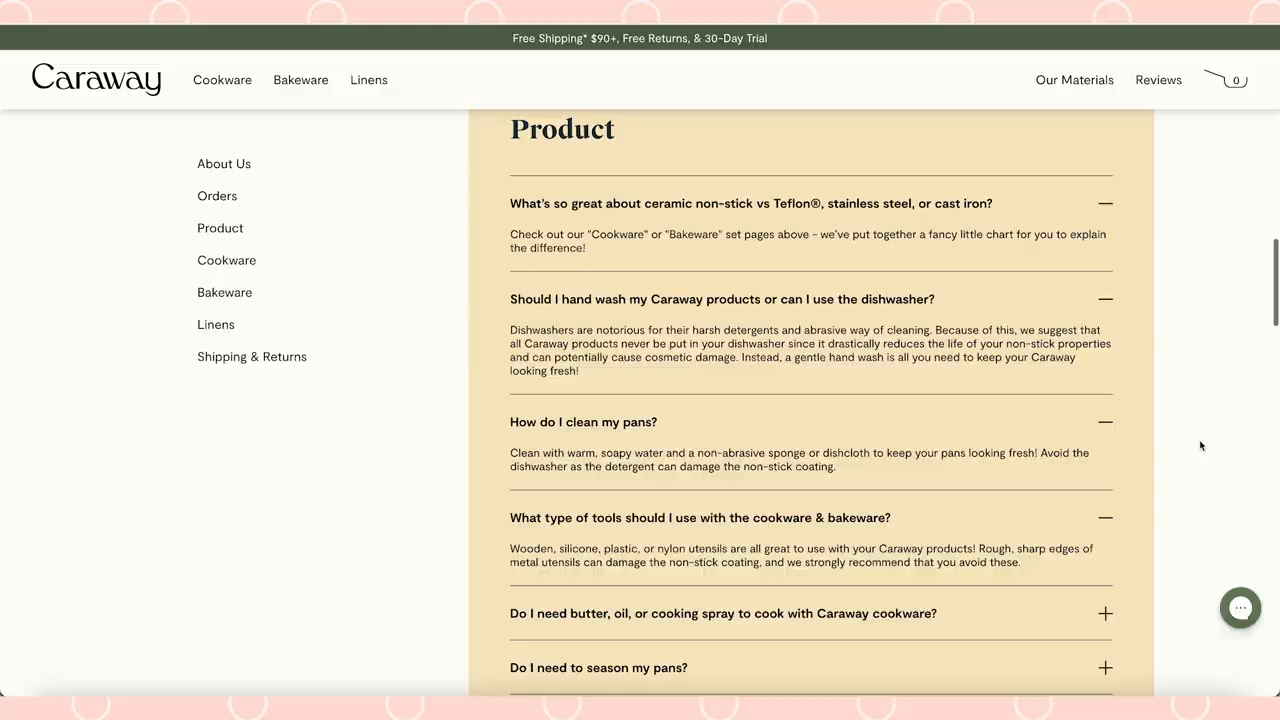 Free Shipping* $90+, Free Returns, & 30-Day Trial
Caraway
Cookware
Bakeware
Linens
Our Materials
Reviews
0
About Us
Orders
Product
Cookware
Bakeware
Linens
Shipping & Returns
Product
What's so great about ceramic non-stick vs Teflon®, stainless steel, or cast iron?
Check out our "Cookware" or "Bakeware" set pages above - we've put together a fancy little chart for you to explain
the difference!
Should I hand wash my Caraway products or can I use the dishwasher?
Dishwashers are notorious for their harsh detergents and abrasive way of cleaning. Because of this, we suggest that
all Caraway products never be put in your dishwasher since it drastically reduces the life of your non-stick properties
and can potentially cause cosmetic damage. Instead, a gentle hand wash is all you need to keep your Caraway
looking fresh!
How do I clean my pans?
Clean with warm, soapy water and a non-abrasive sponge or dishcloth to keep your pans looking fresh! Avoid the
dishwasher as the detergent can damage the non-stick coating.
What type of tools should I use with the cookware & bakeware?
Wooden, silicone, plastic, or nylon utensils are all great to use with your Caraway products! Rough, sharp edges of
metal utensils can damage the non-stick coating, and we strongly recommend that you avoid these.
Do I need butter, oil, or cooking spray to cook with Caraway cookware?
Do I need to season my pans?